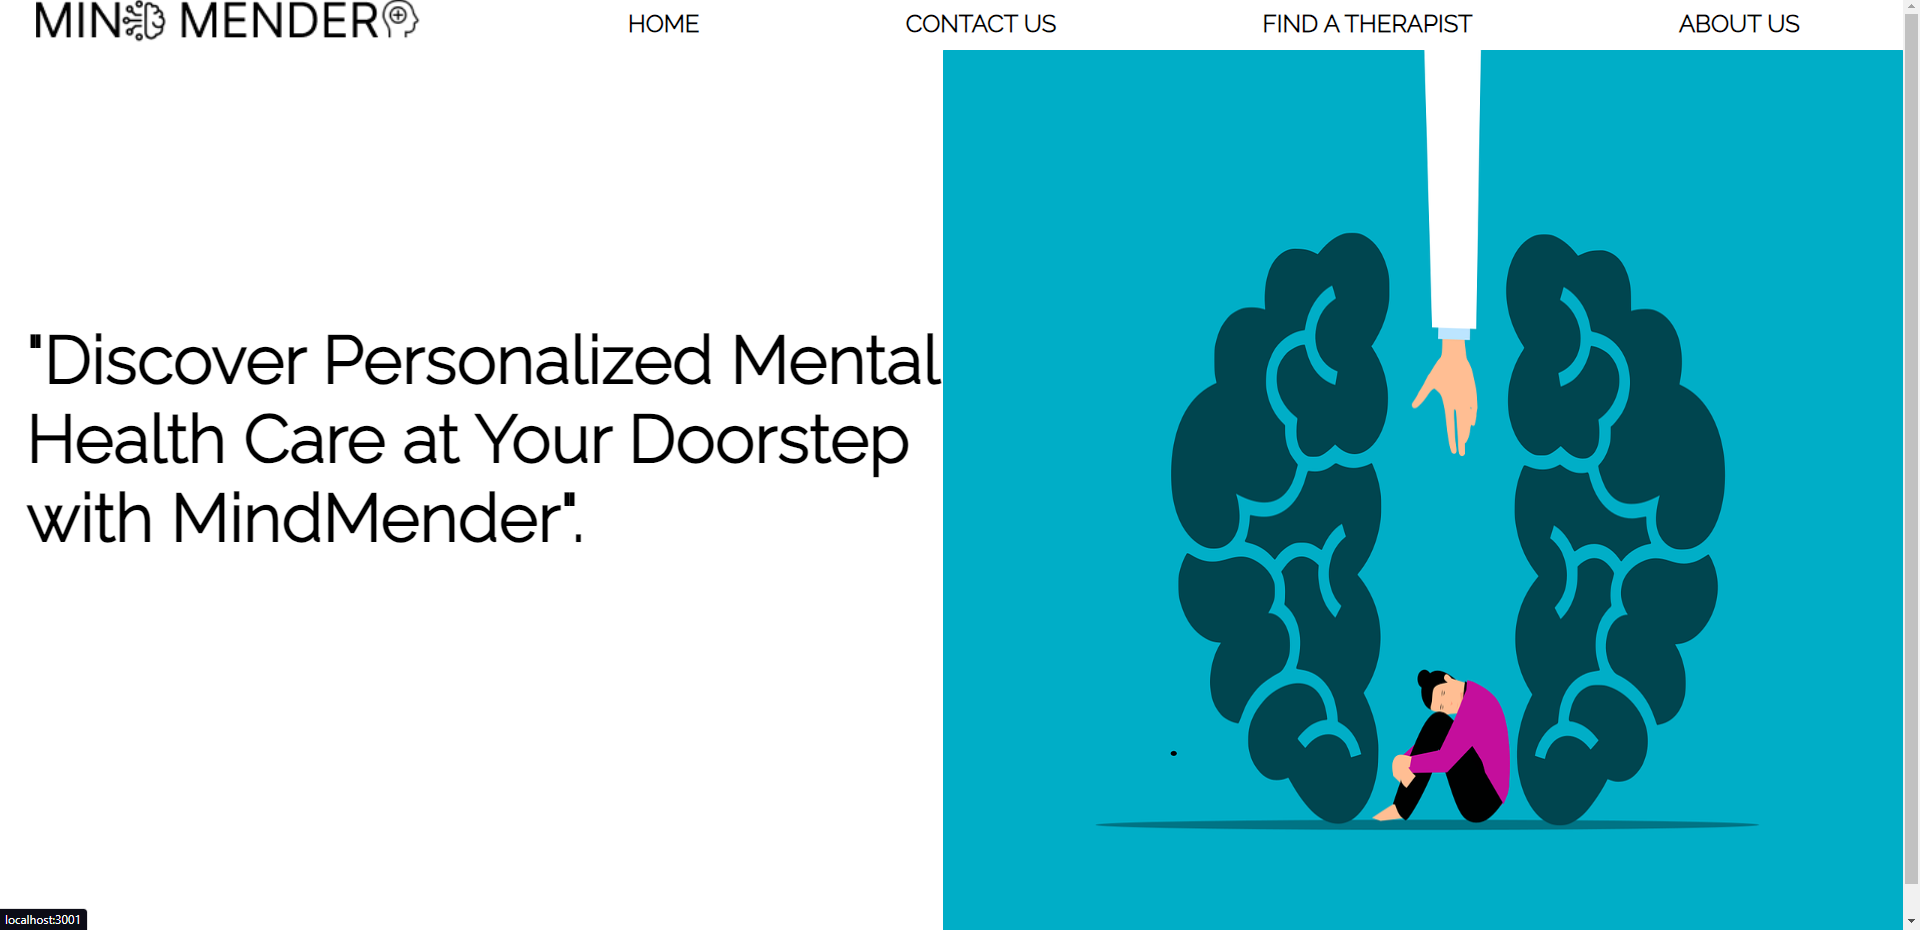 MIND MENDER
HOME
CONTACT US
FIND A THERAPIST
ABOUT US
"Discover Personalized Mental
Health Care at Your Doorstep
with MindMender".
localhost:3001